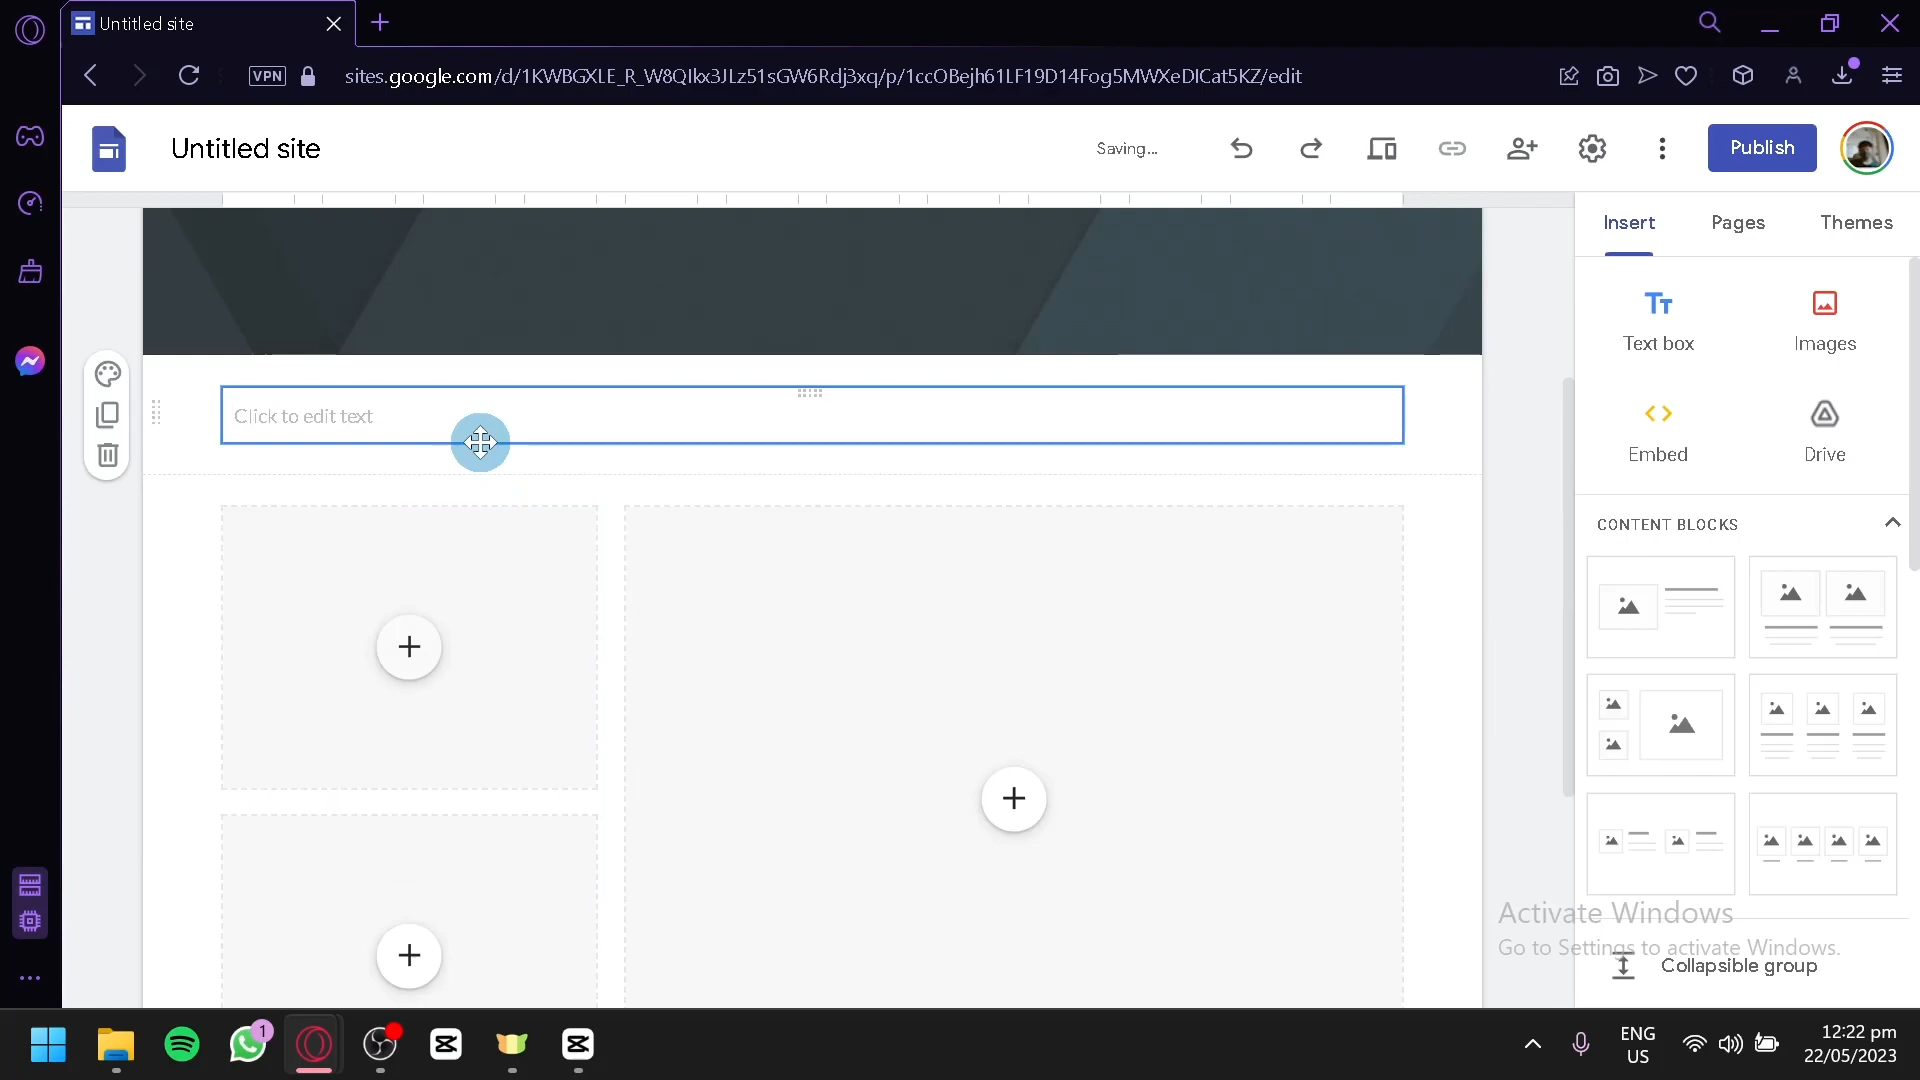 Untitled site
VPN
sites.google.com/d/1KWBGXLE_R_W8QIkx3JLz51sGW6Rdj3xq/p/1ccOBejh61LF19D14Fog5MWXeDICat5KZ/edit
Untitled site
Saving...
Publish
Insert
Pages
Themes
Click to edit text
Tт
Text box
Images
Embed
Drive
CONTENT BLOCKS
Activate Windows
Go to Settings to activate Windows.
Collapsible group
1
ENG
US
12:22 pm
22/05/2023